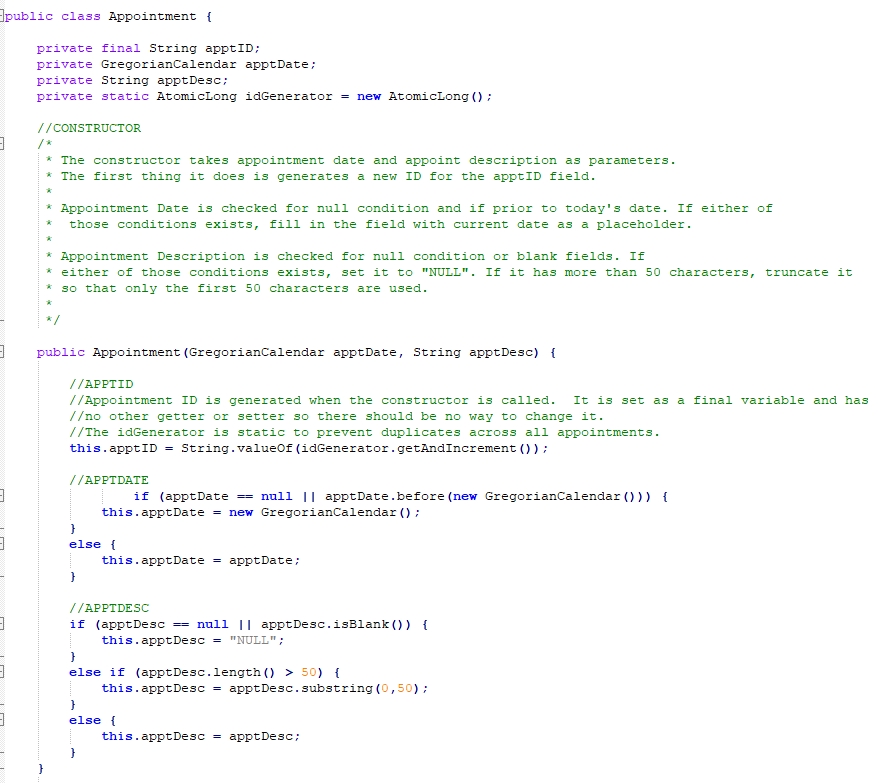 public class Appointment {
private final String apptID;
private GregorianCalendar apptDate;
private String apptDesc;
private static AtomicLong idGenerator = new AtomicLong();
//CONSTRUCTOR
/*
* The constructor takes appointment date and appoint description as parameters.
* The first thing it does is generates a new ID for the apptID field.
*
* Appointment Date is checked for null condition and if prior to today's date. If either of
*  those conditions exists, fill in the field with current date as a placeholder.
*
* Appointment Description is checked for null condition or blank fields. If
* either of those conditions exists, set it to "NULL". If it has more than 50 characters, truncate it
* so that only the first 50 characters are used.
*
*/
public Appointment(GregorianCalendar apptDate, String apptDesc) {
//APPTID
//Appointment ID is generated when the constructor is called.  It is set as a final variable and has
//no other getter or setter so there should be no way to change it.
//The idGenerator is static to prevent duplicates across all appointments.
this.apptID = String.valueOf(idGenerator.getAndIncrement());
//APPTDATE
if (apptDate == null || apptDate.before(new GregorianCalendar())) {
this.apptDate = new GregorianCalendar();
}
else {
this.apptDate = apptDate;
}
//APPTDESC
if (apptDesc == null || apptDesc.isBlank()) {
this.apptDesc = "NULL";
}
else if (apptDesc.length() > 50) {
this.apptDesc = apptDesc.substring(0,50);
}
else {
this.apptDesc = apptDesc;
}
}